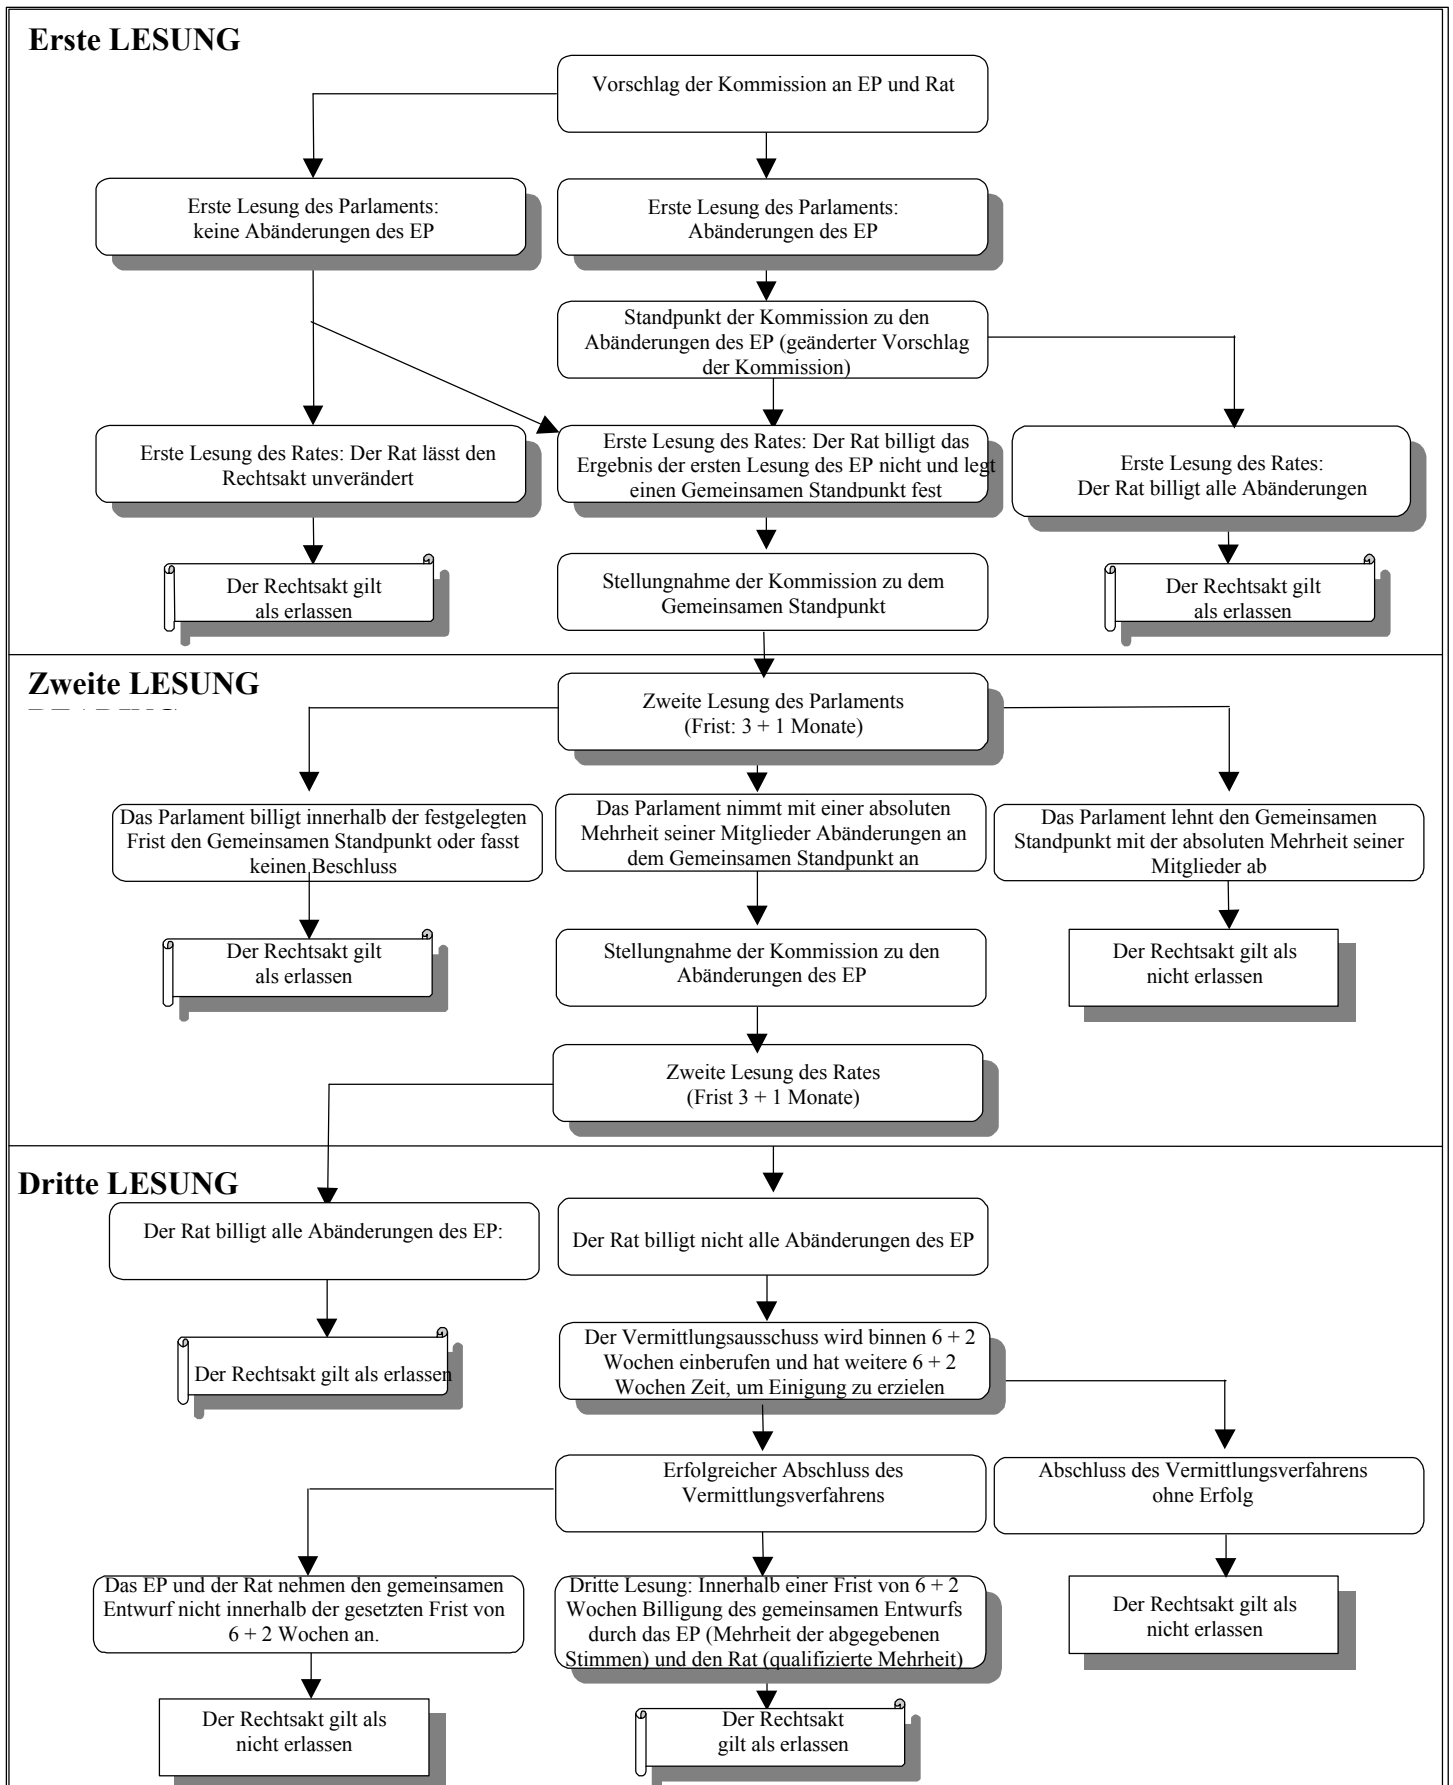 Erste LESUNG
Vorschlag der Kommission an EP und Rat
Erste Lesung des Parlaments:
keine Abänderungen des EP
Erste Lesung des Parlaments:
Abänderungen des EP
Standpunkt der Kommission zu den
Abänderungen des EP (geänderter Vorschlag
der Kommission)
Erste Lesung des Rates: Der Rat lässt den
Rechtsakt unverändert
Erste Lesung des Rates: Der Rat billigt das
Ergebnis der ersten Lesung des EP nicht und legt
einen Gemeinsamen Standpunkt fest
Erste Lesung des Rates:
Der Rat billigt alle Abänderungen
Der Rechtsakt gilt
als erlassen
Stellungnahme der Kommission zu dem
Gemeinsamen Standpunkt
Der Rechtsakt gilt
als erlassen
Zweite LESUNG
Zweite Lesung des Parlaments
(Frist: 3 + 1 Monate)
Das Parlament billigt innerhalb der festgelegten
Frist den Gemeinsamen Standpunkt oder fasst
keinen Beschluss
Das Parlament nimmt mit einer absoluten
Mehrheit seiner Mitglieder Abänderungen an
dem Gemeinsamen Standpunkt an
Das Parlament lehnt den Gemeinsamen
Standpunkt mit der absoluten Mehrheit seiner
Mitglieder ab
Der Rechtsakt gilt
als erlassen
Stellungnahme der Kommission zu den
Abänderungen des EP
Der Rechtsakt gilt als
nicht erlassen
Zweite Lesung des Rates
(Frist 3 + 1 Monate)
Dritte LESUNG
Der Rat billigt alle Abänderungen des EP:
Der Rat billigt nicht alle Abänderungen des EP
Der Rechtsakt gilt als erlassen
Der Vermittlungsausschuss wird binnen 6 + 2
Wochen einberufen und hat weitere 6 + 2
Wochen Zeit, um Einigung zu erzielen
Erfolgreicher Abschluss des
Vermittlungsverfahrens
Abschluss des Vermittlungsverfahrens
ohne Erfolg
Das EP und der Rat nehmen den gemeinsamen
Entwurf nicht innerhalb der gesetzten Frist von
6 + 2 Wochen an.
Dritte Lesung: Innerhalb einer Frist von 6 + 2
Wochen Billigung des gemeinsamen Entwurfs
durch das EP (Mehrheit der abgegebenen
Stimmen) und den Rat (qualifizierte Mehrheit)
Der Rechtsakt gilt als
nicht erlassen
Der Rechtsakt gilt als
nicht erlassen
Der Rechtsakt
gilt als erlassen